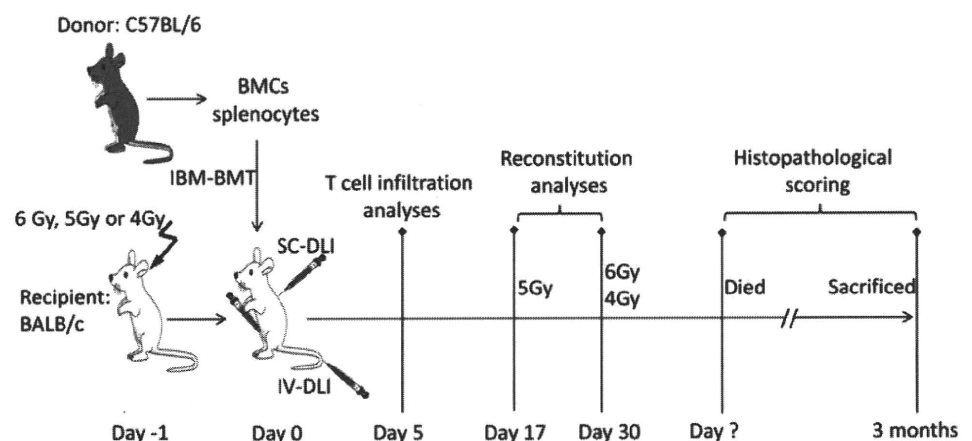 Donor: C57BL/6
BMCs
splenocytes
IBM-BMT
6 Gy, 5Gy or 4Gy
Recipient:
BALB/c
SC-DLI
IV-DLI
T cell infiltration
analyses
Reconstitution
analyses
Histopathological
scoring
5Gy
6Gy
4Gy
Died
Sacrificed
Day -1
Day 0
Day 5
Day 17
Day 30
Day ?
3 months